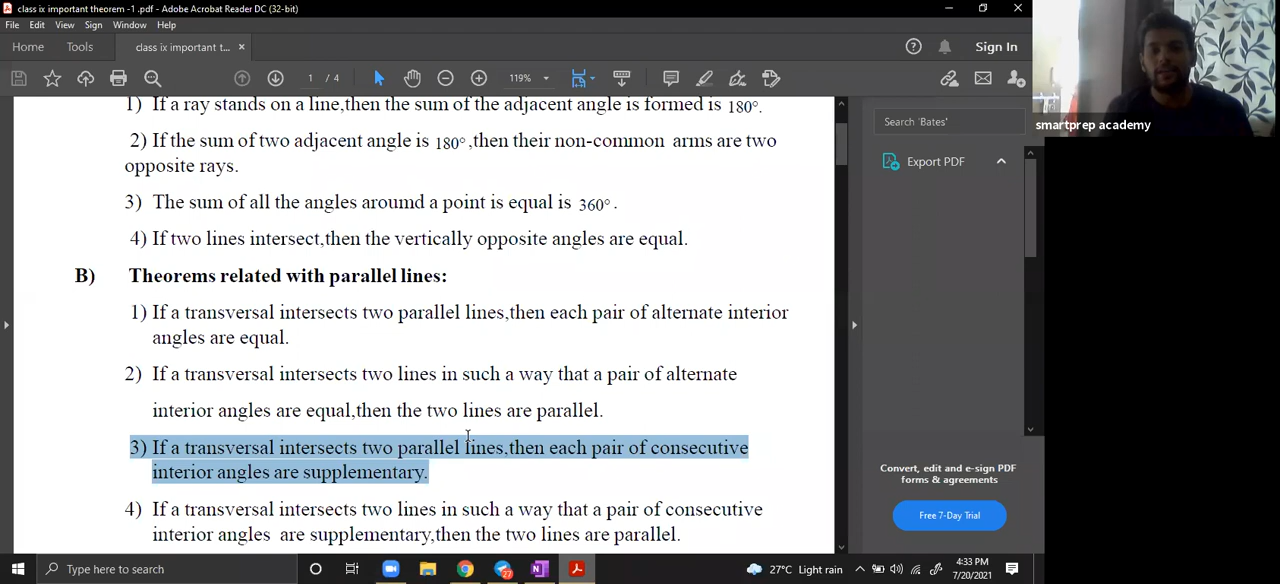 class ix important theorem -1 .pdf - Adobe Acrobat Reader DC (32-bit)
File Edit View Sign Window Help
Home Tools class ix important t... × Sign In
1 / 4 119%
1) If a ray stands on a line,then the sum of the adjacent angle is formed is 180°.
2) If the sum of two adjacent angle is 180°,then their non-common arms are two
opposite rays.
3) The sum of all the angles aroumd a point is equal is 360°.
4) If two lines intersect,then the vertically opposite angles are equal.
B) Theorems related with parallel lines:
1) If a transversal intersects two parallel lines,then each pair of alternate interior
angles are equal.
2) If a transversal intersects two lines in such a way that a pair of alternate
interior angles are equal,then the two lines are parallel.
3) If a transversal intersects two parallel lines,then each pair of consecutive
interior angles are supplementary.
4) If a transversal intersects two lines in such a way that a pair of consecutive
interior angles are supplementary,then the two lines are parallel.
Search 'Bates'
Export PDF
Convert, edit and e-sign PDF
forms & agreements
Free 7-Day Trial
smartprep academy
Type here to search
27
27°C Light rain
4:33 PM
7/20/2021